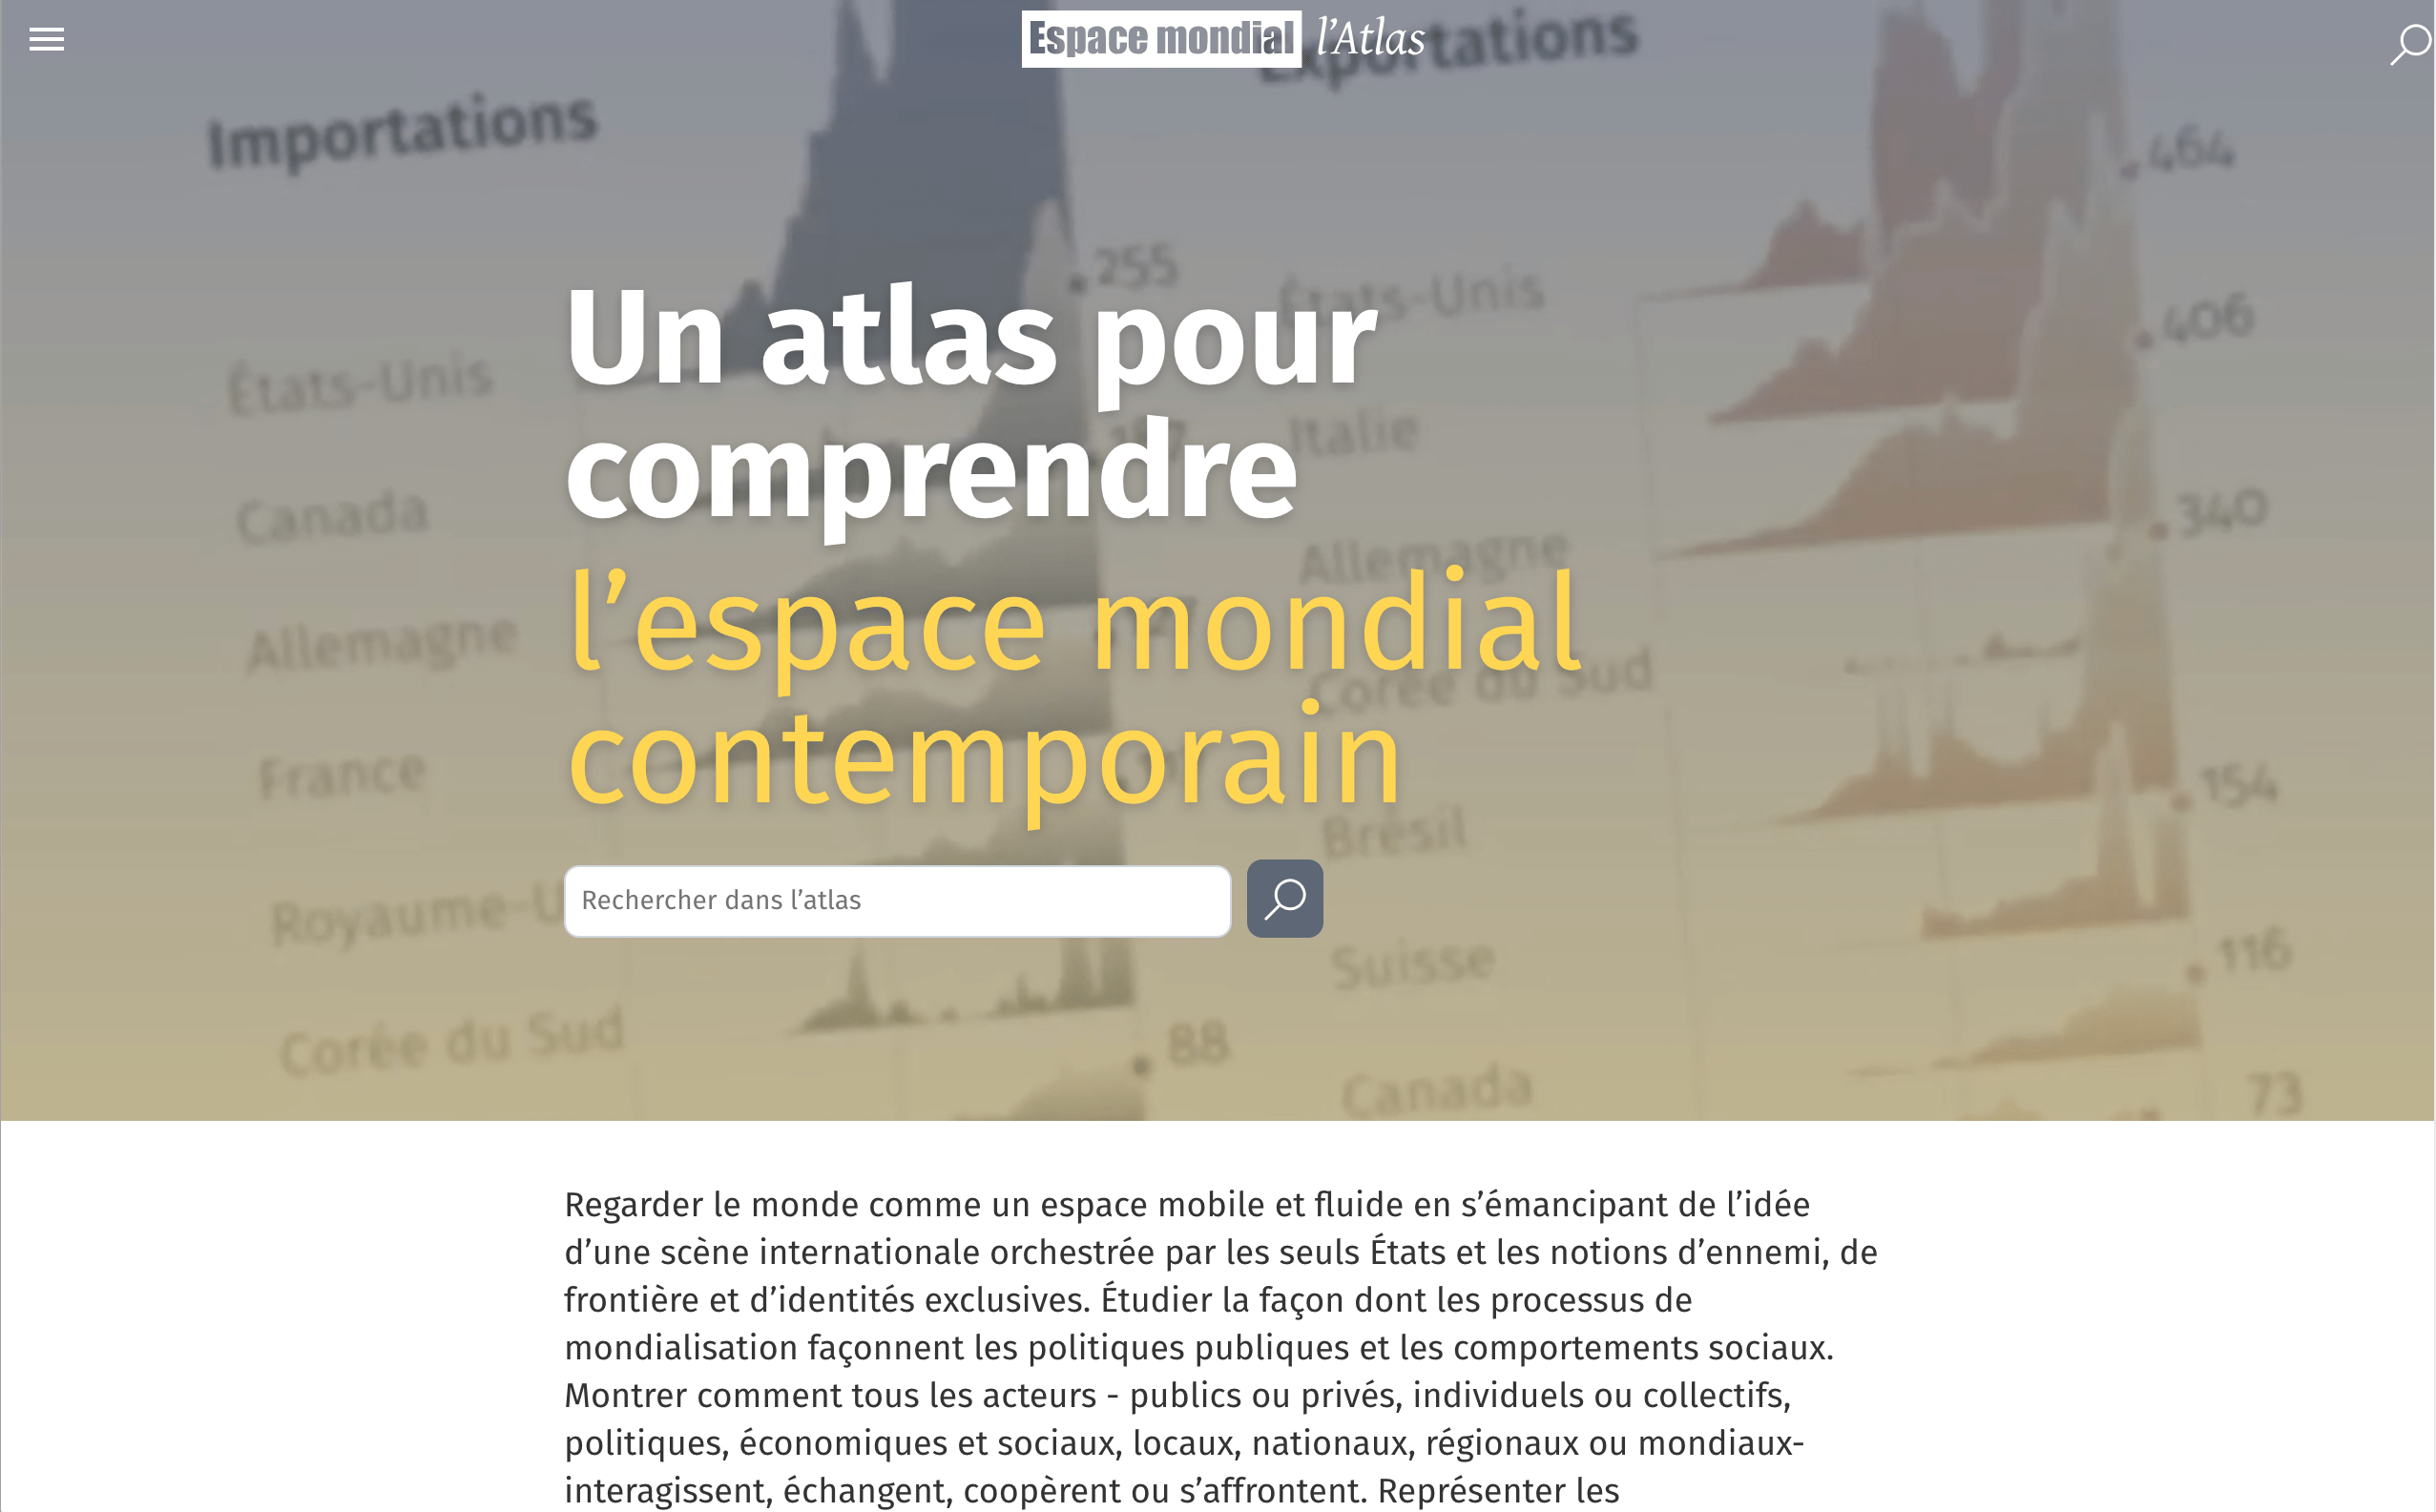 Espace mondial l’Atlas
Importations
Exportations
464
255
États-Unis
406
États-Unis
Un atlas pour
comprendre
Italie
Canada
340
Allemagne
l’espace mondial
contemporain
Allemagne
Corée du Sud
France
154
Brésil
Rechercher dans l’atlas
Royaume-U
116
Suisse
Corée du Sud
88
Canada
73
Regarder le monde comme un espace mobile et fluide en s’émancipant de l’idée
d’une scène internationale orchestrée par les seuls États et les notions d’ennemi, de
frontière et d’identités exclusives. Étudier la façon dont les processus de
mondialisation façonnent les politiques publiques et les comportements sociaux.
Montrer comment tous les acteurs - publics ou privés, individuels ou collectifs,
politiques, économiques et sociaux, locaux, nationaux, régionaux ou mondiaux-
interagissent, échangent, coopèrent ou s’affrontent. Représenter les